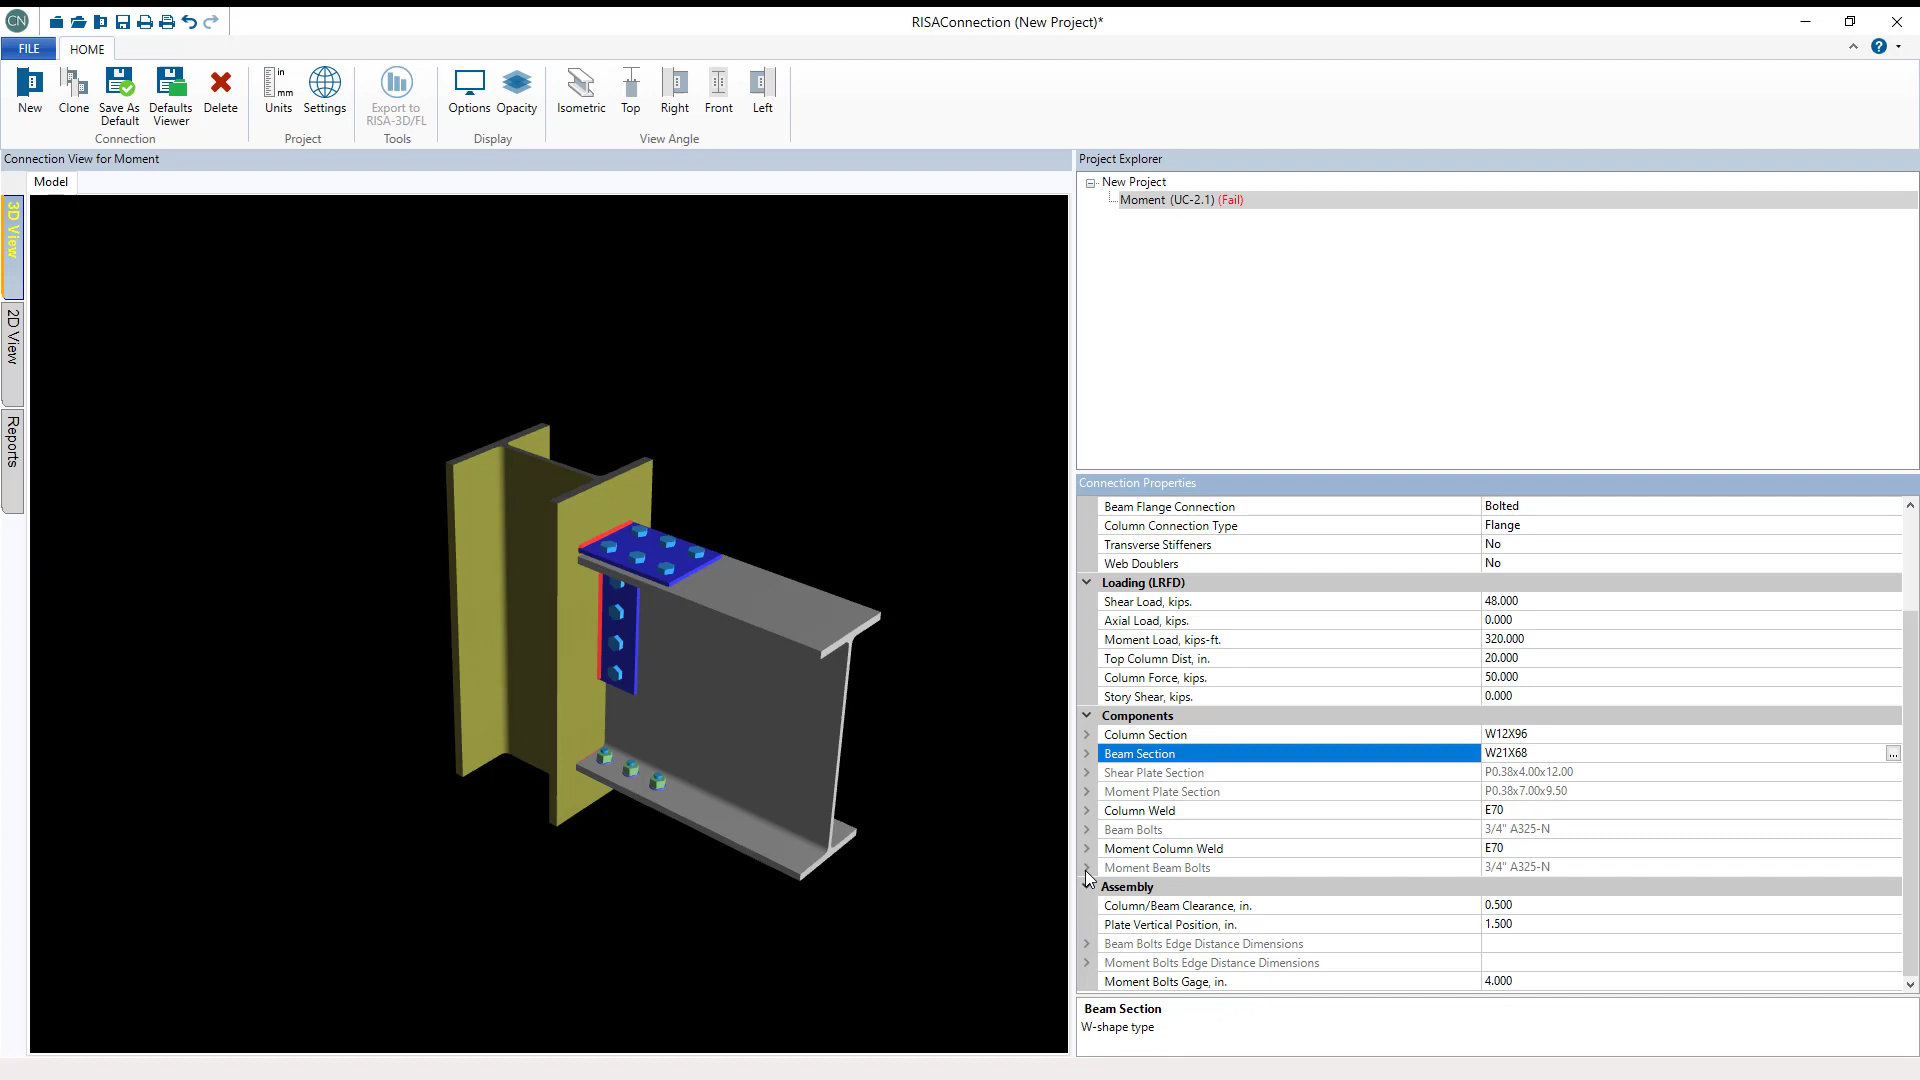 CN
RISAConnection (New Project)*
FILE
HOME
in
mm
New
Clone
Save As
Default
Defaults
Viewer
Delete
Units
Settings
Export to
RISA-3D/FL
Options
Opacity
Isometric
Top
Right
Front
Left
Connection
Project
Tools
Display
View Angle
Connection View for Moment
Project Explorer
Model
3D View
2D View
Reports
New Project
Moment (UC-2.1) (Fail)
Connection Properties
Beam Flange Connection Bolted
Column Connection Type Flange
Transverse Stiffeners No
Web Doublers No
Loading (LRFD)
Shear Load, kips. 48.000
Axial Load, kips. 0.000
Moment Load, kips-ft. 320.000
Top Column Dist, in. 20.000
Column Force, kips. 50.000
Story Shear, kips. 0.000
Components
Column Section W12X96
Beam Section W21X68 ...
Shear Plate Section P0.38x4.00x12.00
Moment Plate Section P0.38x7.00x9.50
Column Weld E70
Beam Bolts 3/4" A325-N
Moment Column Weld E70
Moment Beam Bolts 3/4" A325-N
Assembly
Column/Beam Clearance, in. 0.500
Plate Vertical Position, in. 1.500
Beam Bolts Edge Distance Dimensions
Moment Bolts Edge Distance Dimensions
Moment Bolts Gage, in. 4.000
Beam Section
W-shape type